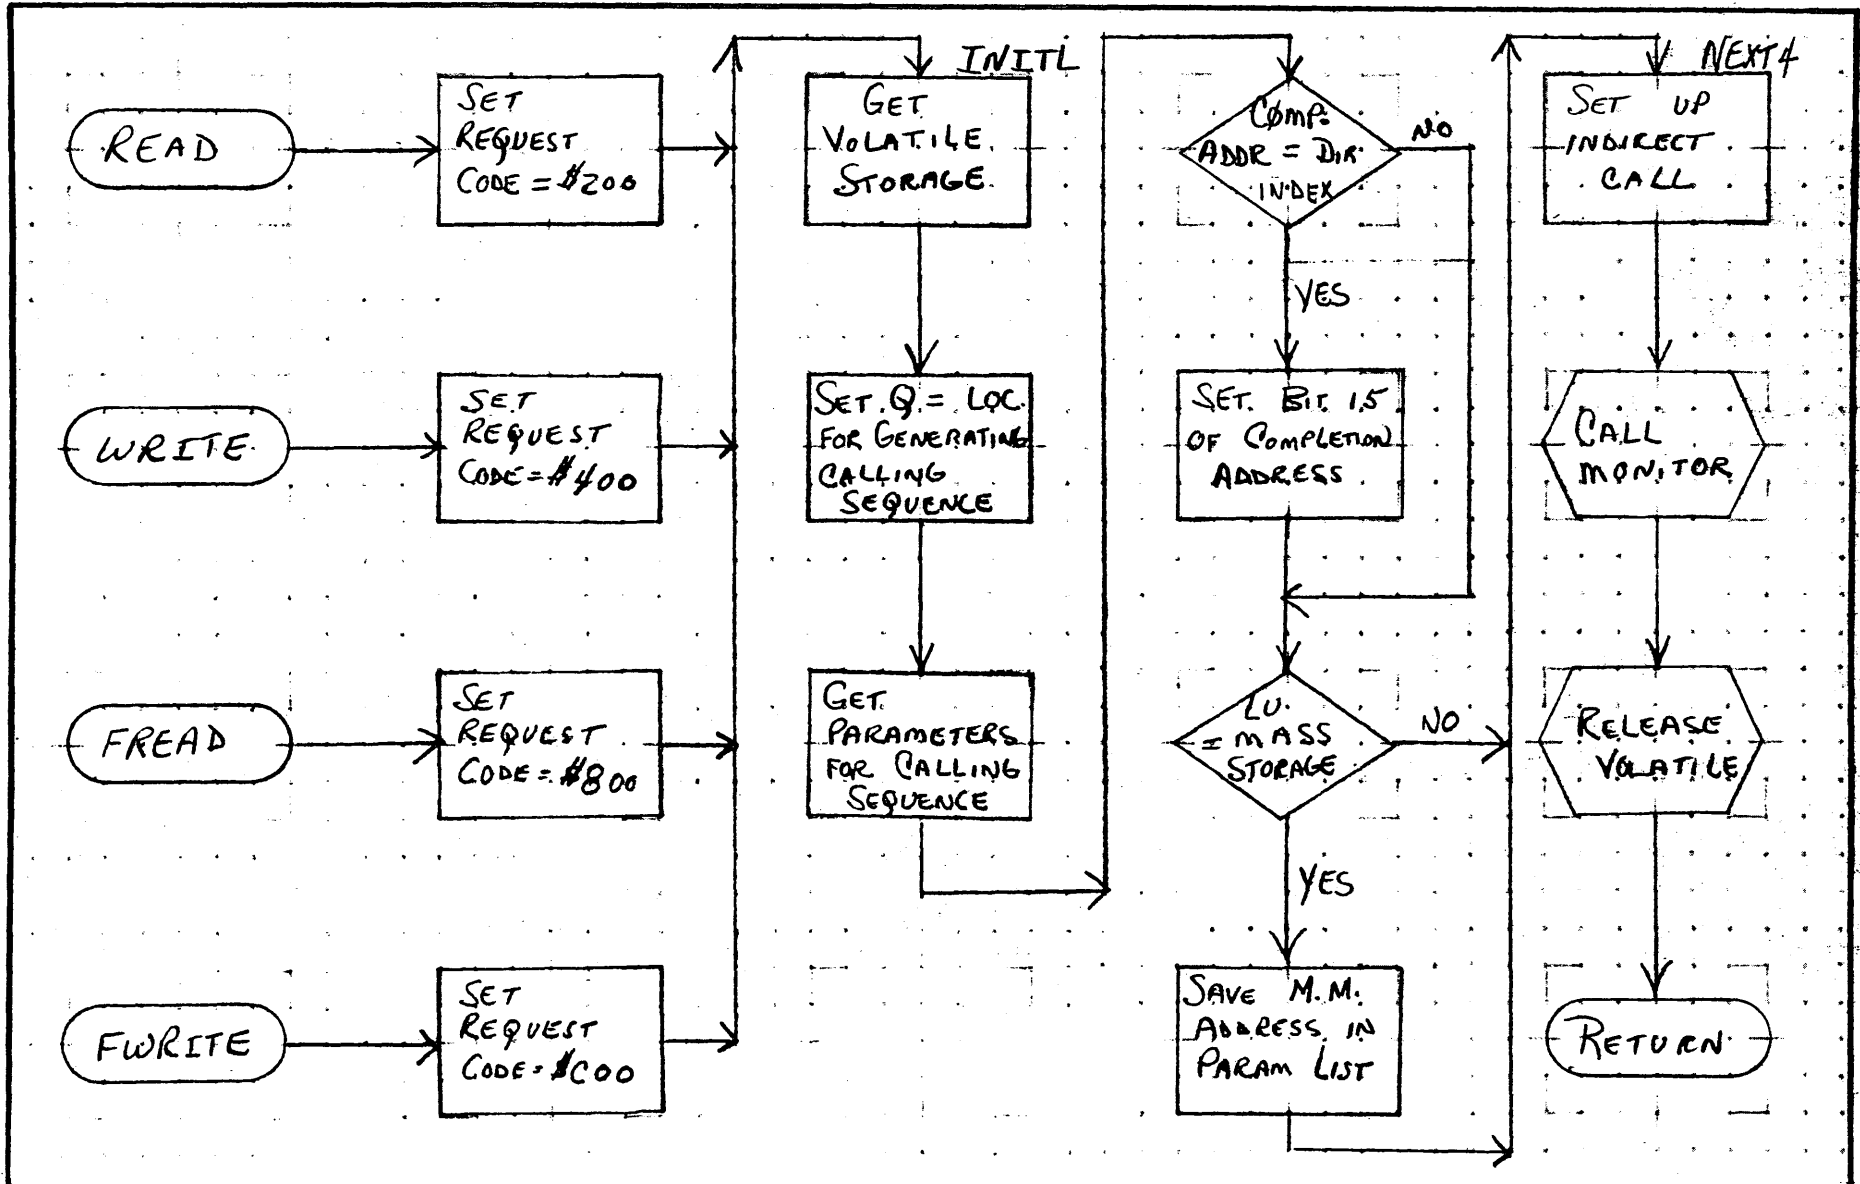 READ
SET
REQUEST
CODE = $200
WRITE
SET
REQUEST
CODE = $400
FREAD
SET
REQUEST
CODE = $800
FWRITE
SET
REQUEST
CODE = $C00
INITL
GET
VOLATILE
STORAGE
SET Q = LOC.
FOR GENERATING
CALLING
SEQUENCE
GET
PARAMETERS
FOR CALLING
SEQUENCE
COMP.
ADDR = DIR.
INDEX
NO
YES
SET BIT 15
OF COMPLETION
ADDRESS
LU.
= MASS
STORAGE
NO
YES
SAVE M.M.
ADDRESS IN
PARAM LIST
NEXT4
SET UP
INDIRECT
CALL
CALL
MONITOR
RELEASE
VOLATILE
RETURN